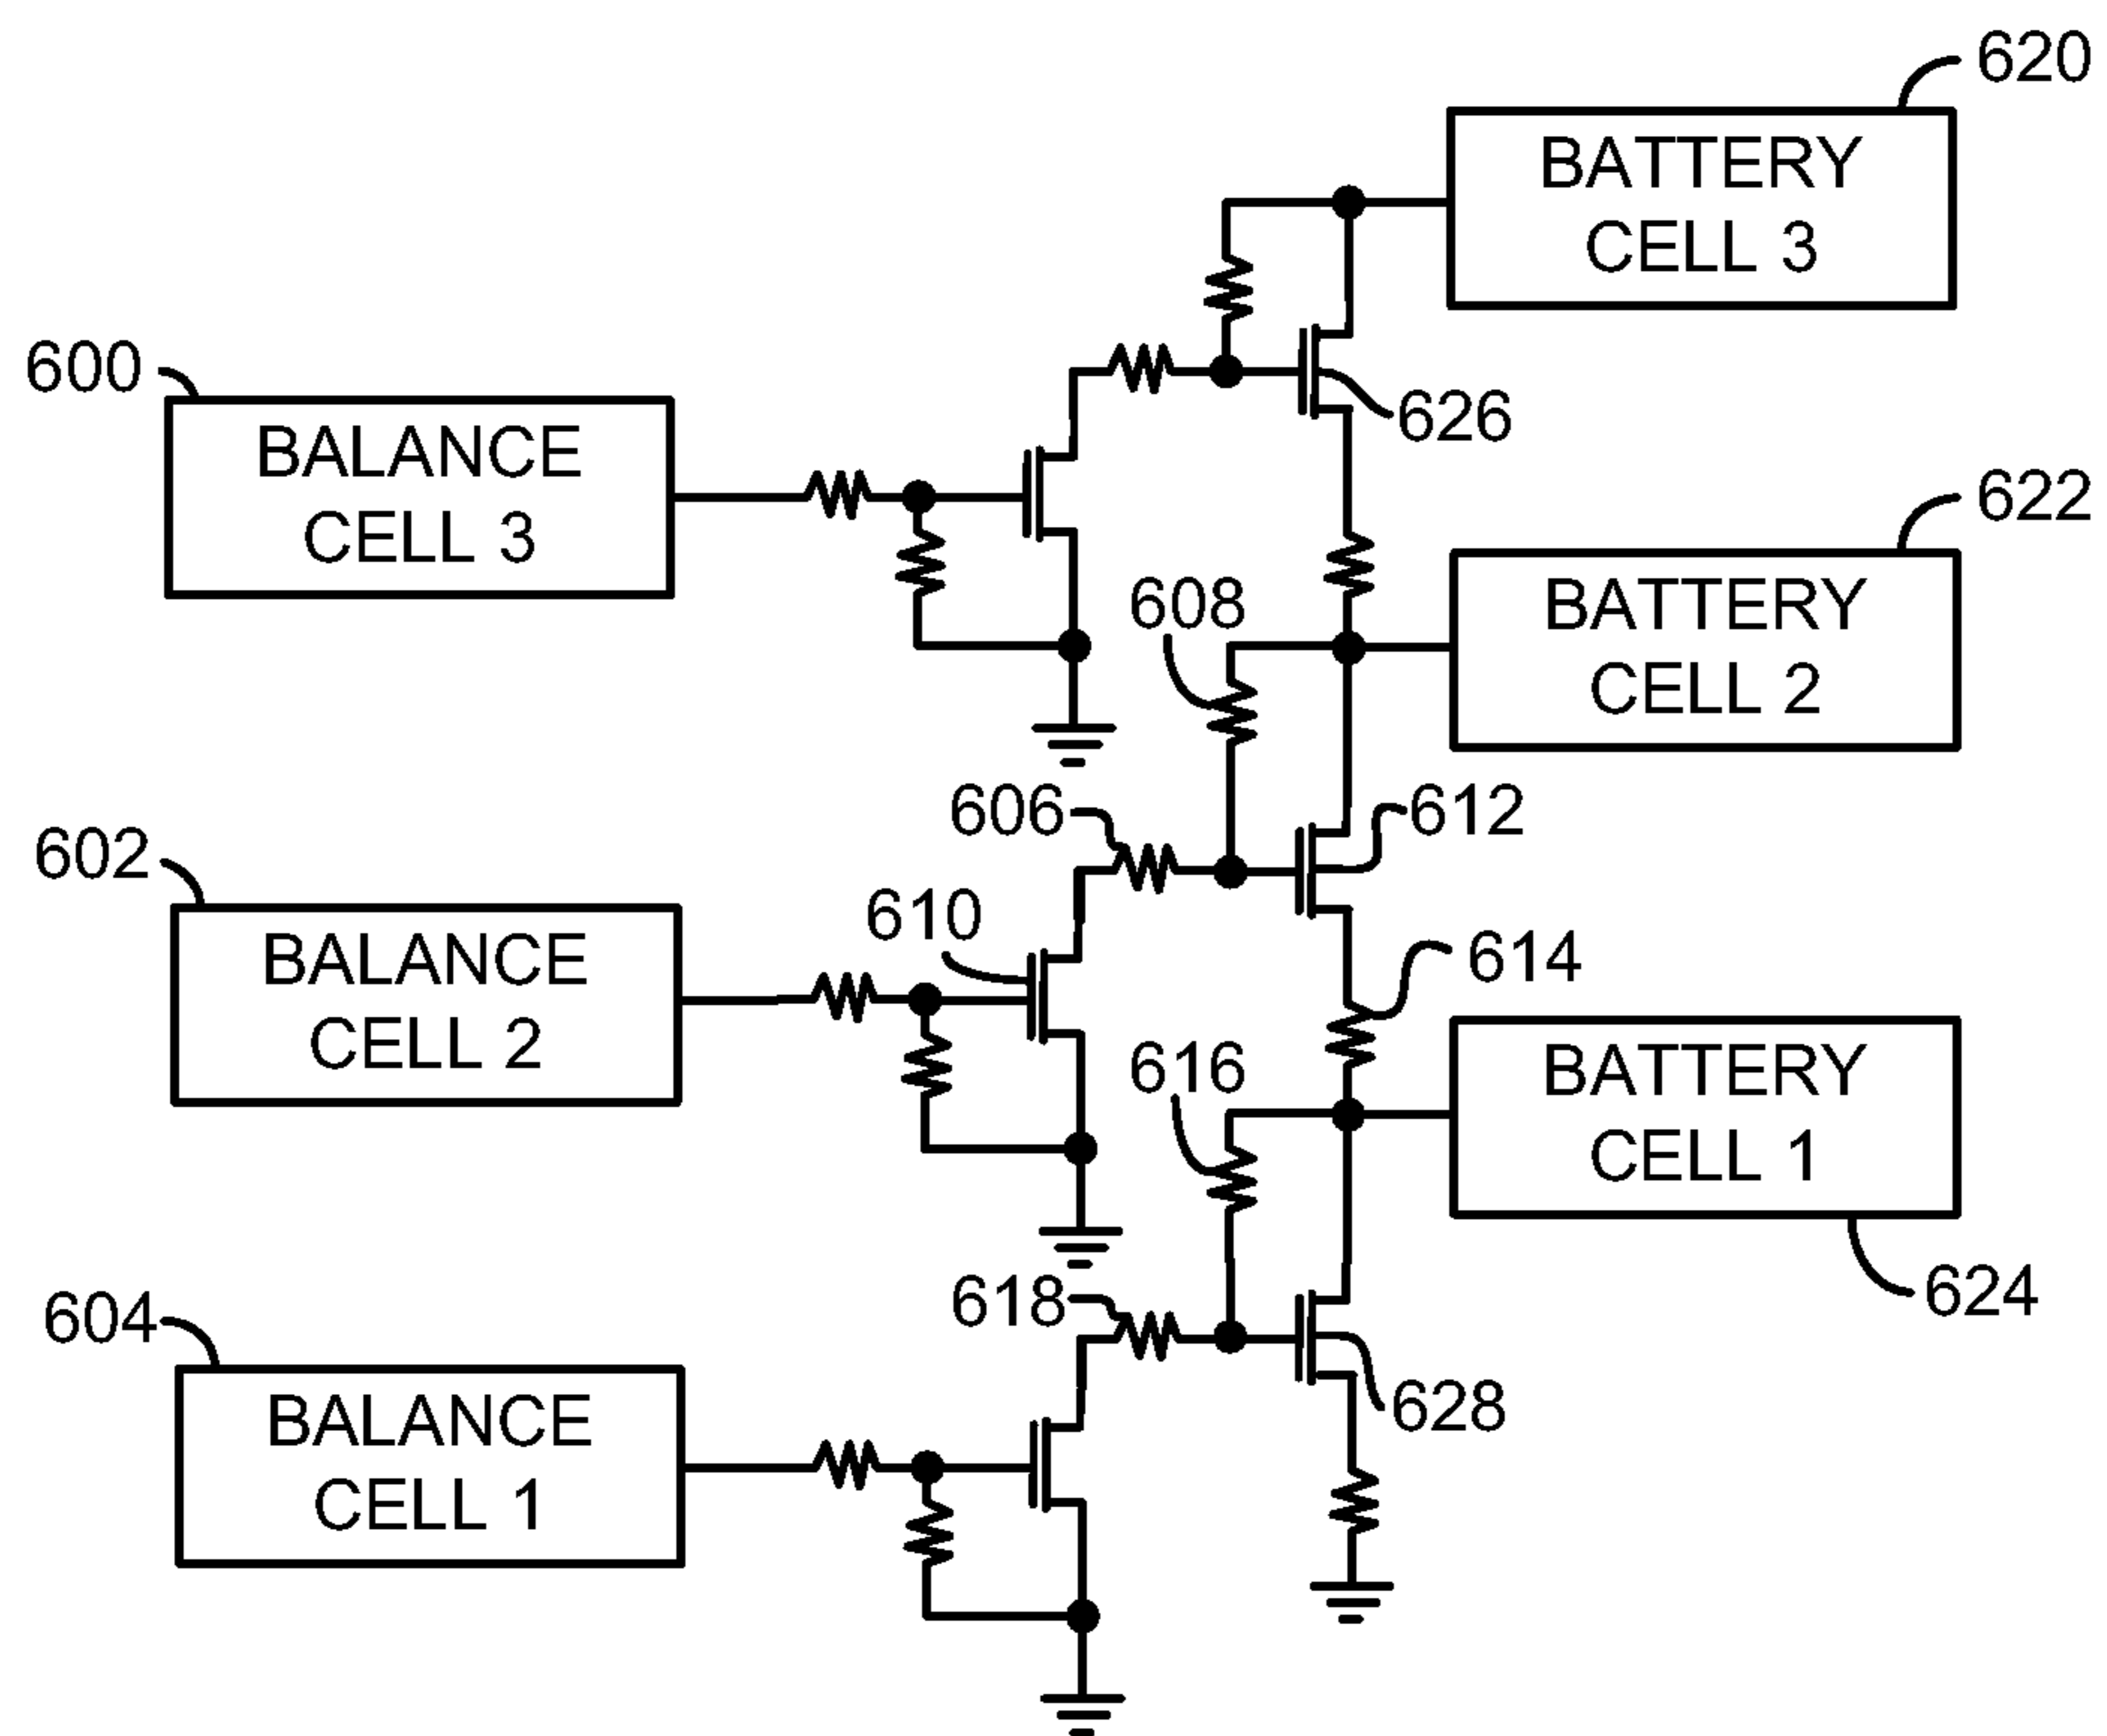 620
BATTERY
CELL 3
600
BALANCE
CELL 3
626
622
BATTERY
CELL 2
608
606
612
602
BALANCE
CELL 2
610
614
BATTERY
CELL 1
616
624
618
604
BALANCE
CELL 1
628